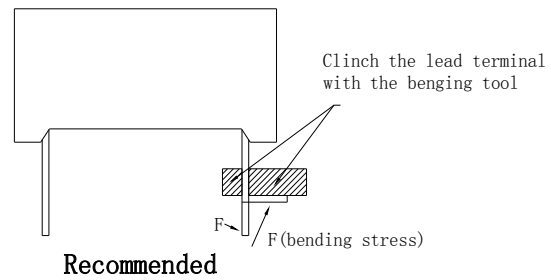 Clinch the lead terminal
with the benging tool
F
F(bending stress)
Recommended